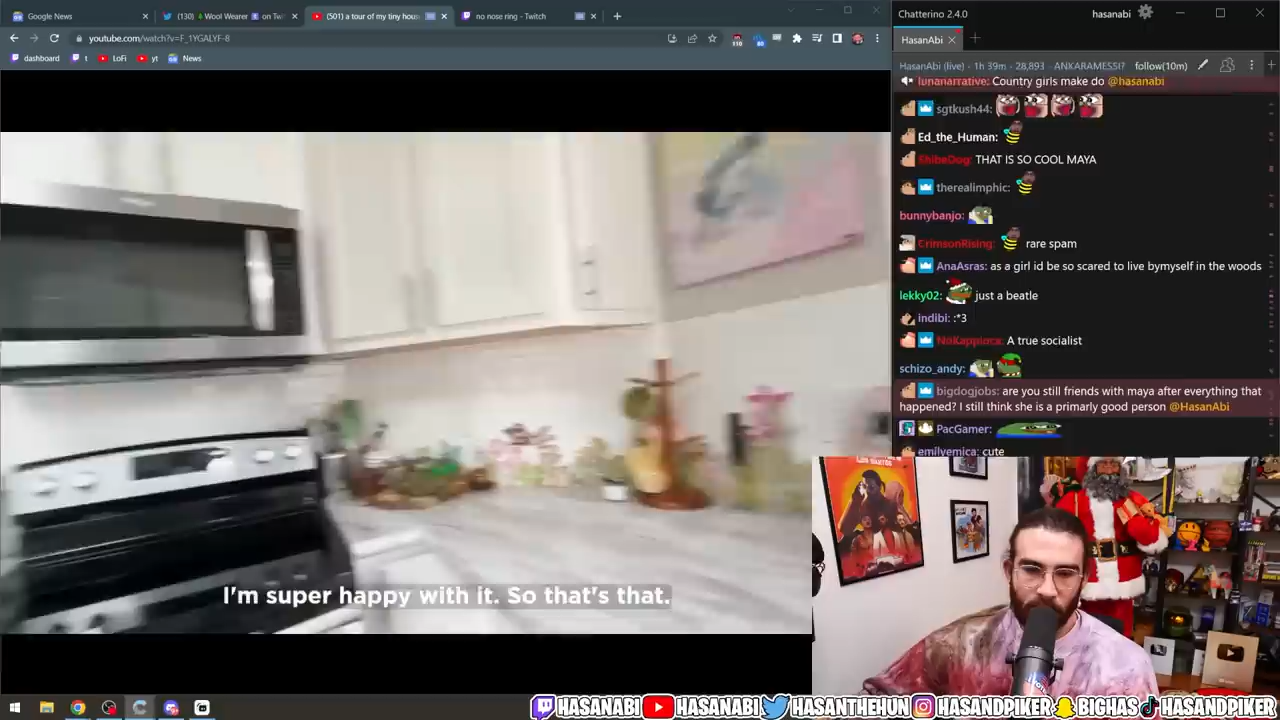 Google News
(130) Wool Wearer on Twi
(501) a tour of my tiny hous
no nose ring - Twitch
youtube.com/watch?v=F_1YGALYF-8
dashboard
t
LoFi
yt
News
Chatterino 2.4.0
hasanabi
HasanAbi
HasanAbi (live) - 1h 39m - 28,893 - ANKARAMESSI?
follow(10m)
lunanarrative: Country girls make do @hasanabi
sgtkush44:
Ed_the_Human:
ShibeDog: THAT IS SO COOL MAYA
therealimphic:
bunnybanjo:
CrimsonRising: rare spam
AnaAsras: as a girl id be so scared to live bymyself in the woods
lekky02: just a beatle
indibi: :*3
NoKappioca: A true socialist
schizo_andy:
bigdogjobs: are you still friends with maya after everything that
happened? I still think she is a primarly good person @HasanAbi
PacGamer:
emilyemica: cute
I'm super happy with it. So that's that.
HASANABI HASANABI HASANTHEHUN HASANDPIKER BIGHAS HASANDPIKER